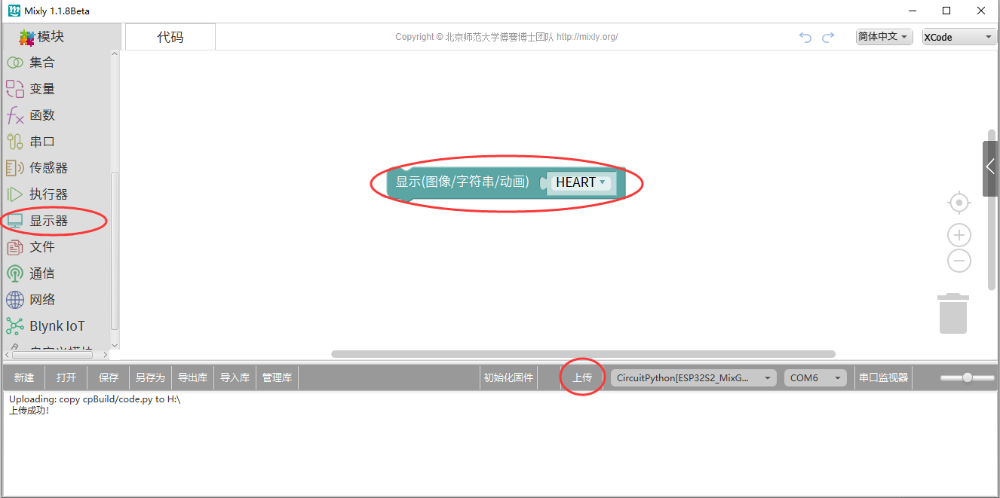 Mixly 1.1.8Beta
模块
代码
Copyright © 北京师范大学傅骞博士团队 http://mixly.org/
简体中文
XCode
集合
变量
函数
串口
传感器
执行器
显示器
文件
通信
网络
Blynk IoT
自定义模块
显示(图像/字符串/动画) HEART
新建 打开 保存 另存为 导出库 导入库 管理库 初始化固件 上传 CircuitPython[ESP32S2_MixG... COM6 串口监视器
Uploading: copy cpBuild/code.py to H:\
上传成功!